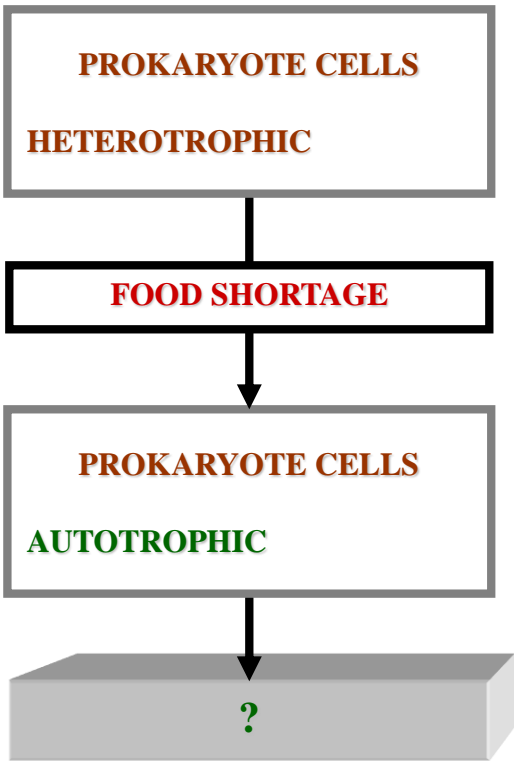 PROKARYOTE CELLS
HETEROTROPHIC
FOOD SHORTAGE
PROKARYOTE CELLS
AUTOTROPHIC
?